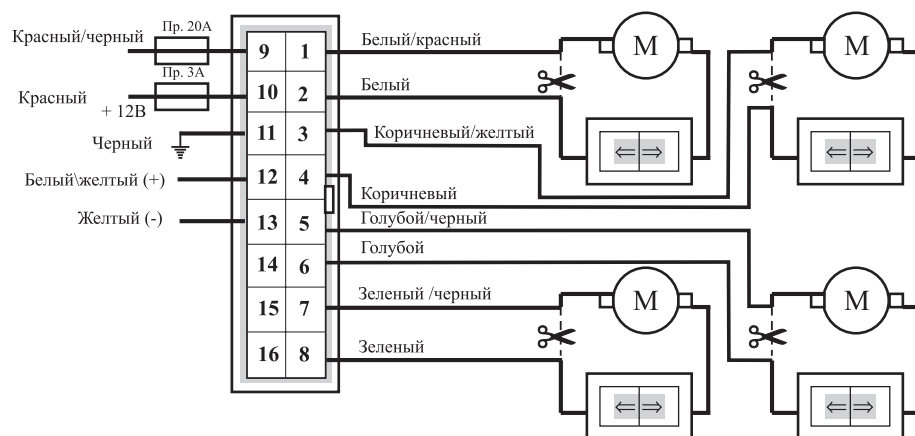 Пр. 20А
Красный/черный
9 1
Белый/красный
M
M
Пр. 3А
Красный
+ 12В
10 2
Белый
Черный
11 3
Коричневый/желтый
⇐ ⇒
⇐ ⇒
Белый\желтый (+)
12 4
Коричневый
Желтый (-)
13 5
Голубой/черный
14 6
Голубой
15 7
Зеленый /черный
M
M
16 8
Зеленый
⇐ ⇒
⇐ ⇒